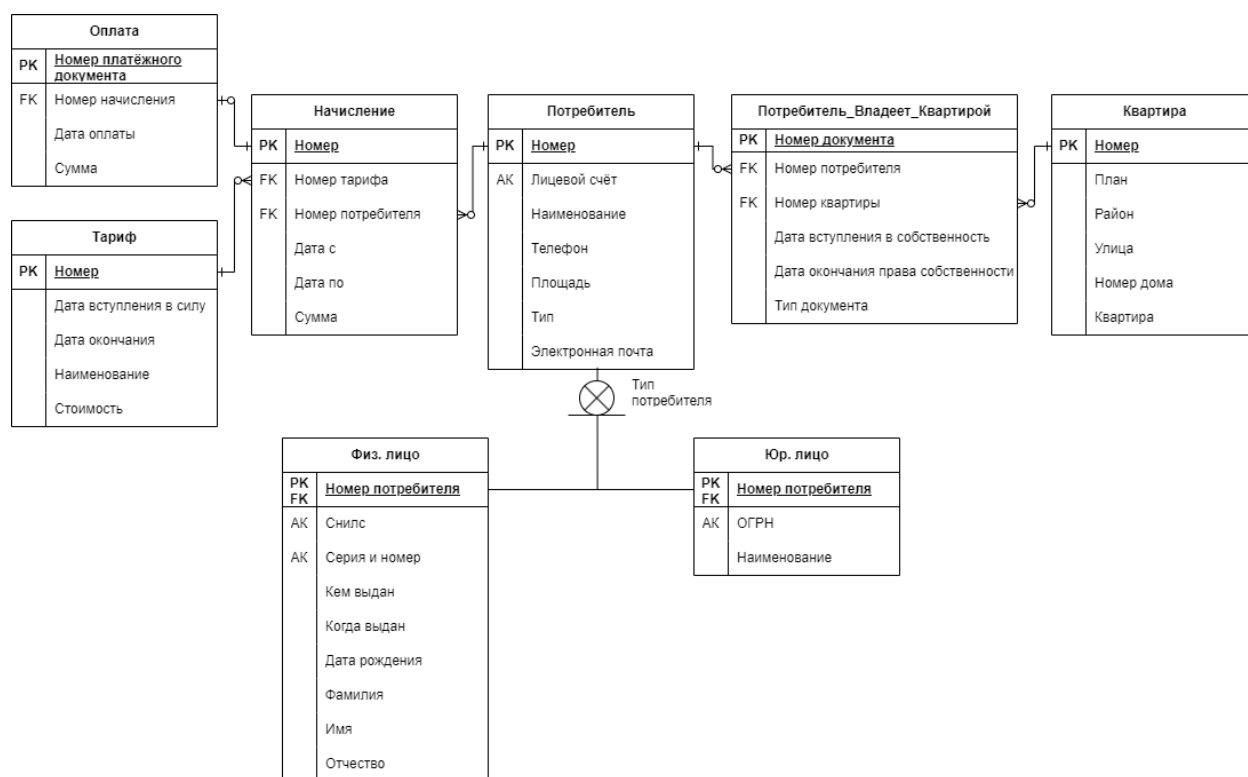 Оплата
PK Номер платёжного
документа
FK Номер начисления
Дата оплаты
Сумма
Тариф
PK Номер
Дата вступления в силу
Дата окончания
Наименование
Стоимость
Начисление
PK Номер
FK Номер тарифа
FK Номер потребителя
Дата с
Дата по
Сумма
Потребитель
PK Номер
АК Лицевой счёт
Наименование
Телефон
Площадь
Тип
Электронная почта
Потребитель_Владеет_Квартирой
PK Номер документа
FK Номер потребителя
FK Номер квартиры
Дата вступления в собственность
Дата окончания права собственности
Тип документа
Квартира
PK Номер
План
Район
Улица
Номер дома
Квартира
Тип
потребителя
Физ. лицо
PK
FK Номер потребителя
АК Снилс
АК Серия и номер
Кем выдан
Когда выдан
Дата рождения
Фамилия
Имя
Отчество
Юр. лицо
PK
FK Номер потребителя
АК ОГРН
Наименование